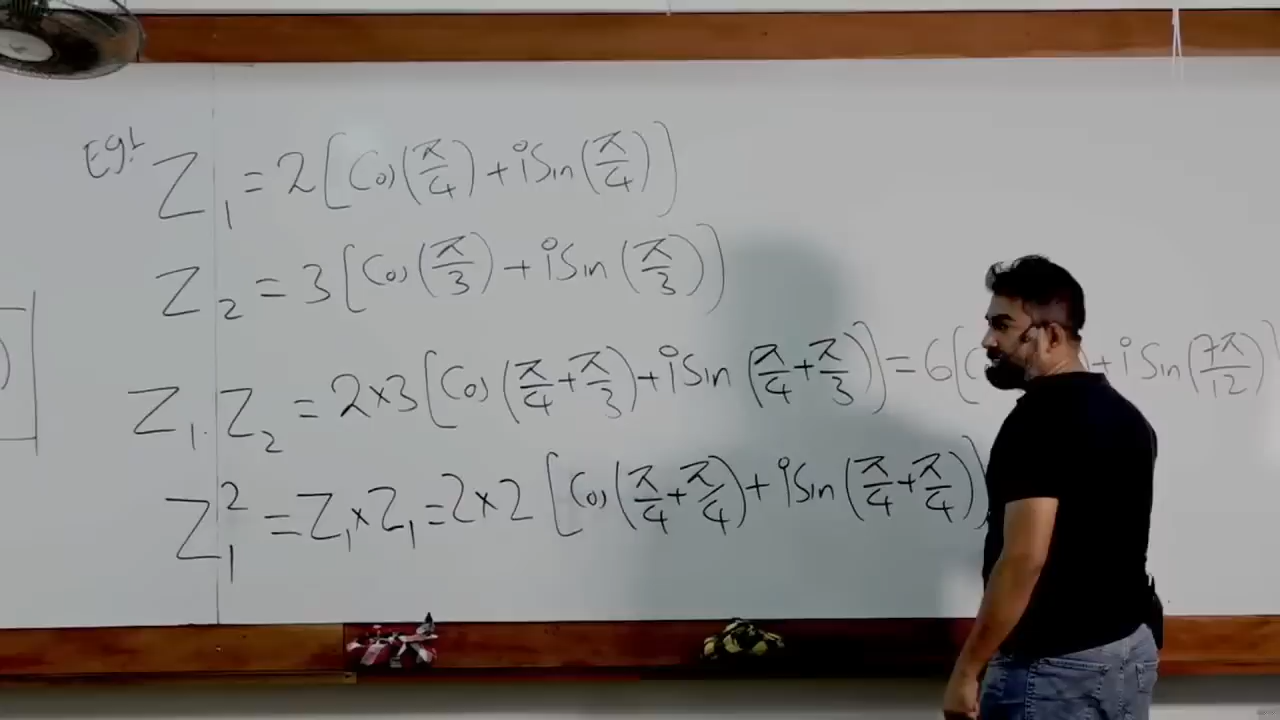 Eg:
Z₁ = 2[Cos(π/4) + iSin(π/4)]
Z₂ = 3[Cos(π/3) + iSin(π/3)]
Z₁.Z₂ = 2×3[Cos(π/4+π/3)+iSin(π/4+π/3)] = 6[C +iSin(7π/12)
Z₁² = Z₁×Z₁ = 2×2[Cos(π/4+π/4)+iSin(π/4+π/4)]
)